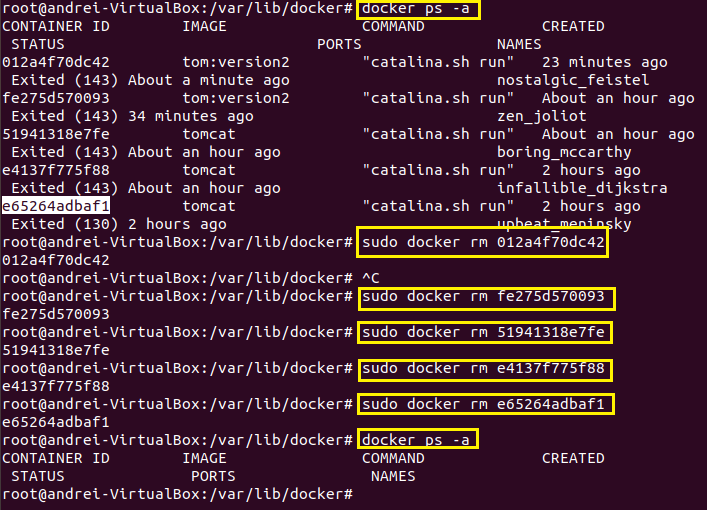 root@andrei-VirtualBox:/var/lib/docker# docker ps -a
CONTAINER ID        IMAGE               COMMAND             CREATED
 STATUS                            PORTS               NAMES
012a4f70dc42        tom:version2        "catalina.sh run"   23 minutes ago
 Exited (143) About a minute ago                       nostalgic_feistel
fe275d570093        tom:version2        "catalina.sh run"   About an hour ago
 Exited (143) 34 minutes ago                           zen_joliot
51941318e7fe        tomcat              "catalina.sh run"   About an hour ago
 Exited (143) About an hour ago                        boring_mccarthy
e4137f775f88        tomcat              "catalina.sh run"   2 hours ago
 Exited (143) About an hour ago                        infallible_dijkstra
e65264adbaf1        tomcat              "catalina.sh run"   2 hours ago
 Exited (130) 2 hours ago                              upbeat_meninsky
root@andrei-VirtualBox:/var/lib/docker# sudo docker rm 012a4f70dc42
012a4f70dc42
root@andrei-VirtualBox:/var/lib/docker# ^C
root@andrei-VirtualBox:/var/lib/docker# sudo docker rm fe275d570093
fe275d570093
root@andrei-VirtualBox:/var/lib/docker# sudo docker rm 51941318e7fe
51941318e7fe
root@andrei-VirtualBox:/var/lib/docker# sudo docker rm e4137f775f88
e4137f775f88
root@andrei-VirtualBox:/var/lib/docker# sudo docker rm e65264adbaf1
e65264adbaf1
root@andrei-VirtualBox:/var/lib/docker# docker ps -a
CONTAINER ID        IMAGE               COMMAND             CREATED
 STATUS              PORTS               NAMES
root@andrei-VirtualBox:/var/lib/docker#